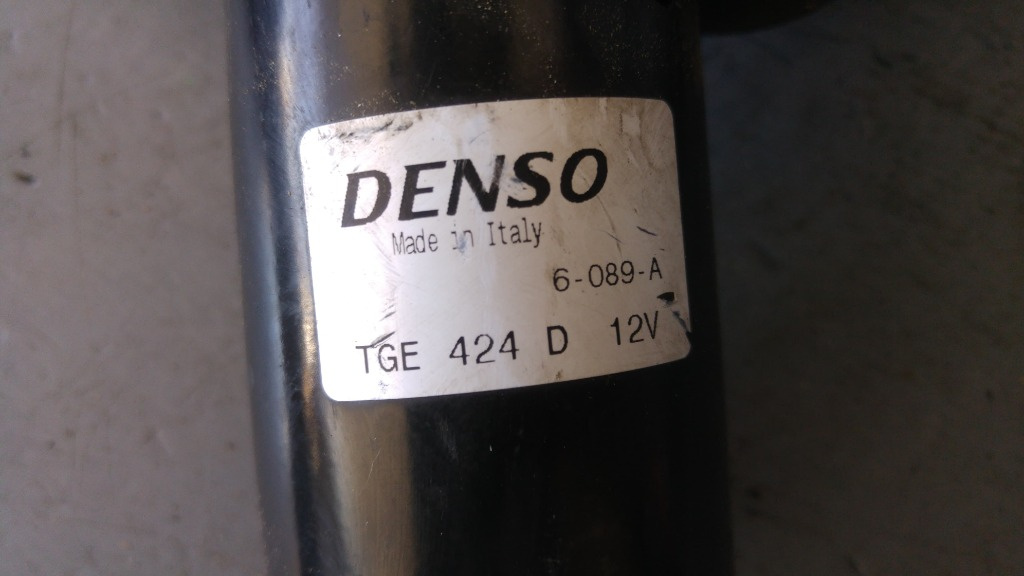 DENSO
Made in Italy
6-089-A
TGE 424 D 12V